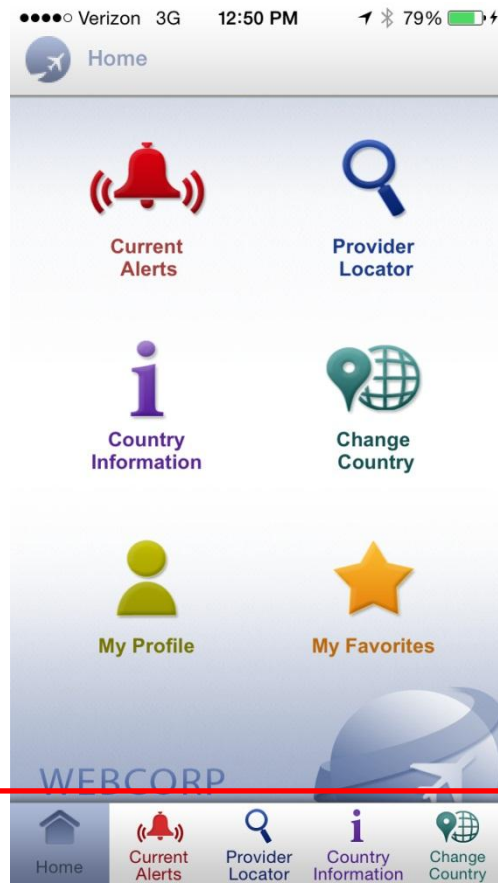 Verizon 3G 12:50 PM 79%
Home
Current Provider
Alerts Locator
Country Change
Information Country
My Profile My Favorites
WEBCORP
Home Current Alerts Provider Locator Country Information Change Country